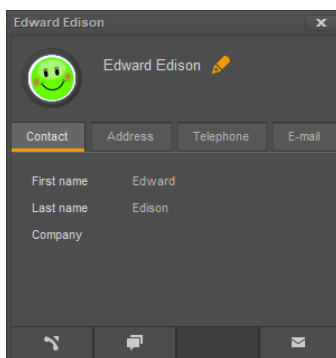 Edward Edison
Edward Edison
Contact Address Telephone E-mail
First name Edward
Last name Edison
Company